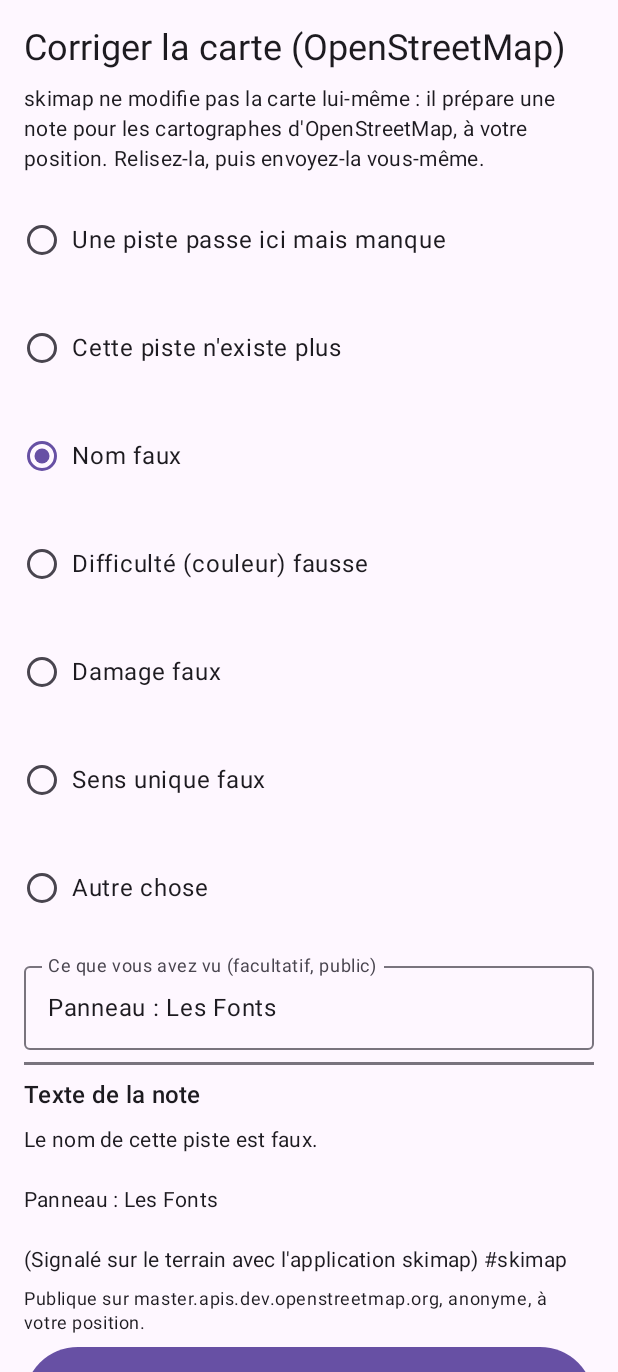 Corriger la carte (OpenStreetMap)
skimap ne modifie pas la carte lui-même : il prépare une
note pour les cartographes d'OpenStreetMap, à votre
position. Relisez-la, puis envoyez-la vous-même.
Une piste passe ici mais manque
Cette piste n'existe plus
Nom faux
Difficulté (couleur) fausse
Damage faux
Sens unique faux
Autre chose
Ce que vous avez vu (facultatif, public)
Panneau : Les Fonts
Texte de la note
Le nom de cette piste est faux.
Panneau : Les Fonts
(Signalé sur le terrain avec l'application skimap) #skimap
Publique sur master.apis.dev.openstreetmap.org, anonyme, à
votre position.